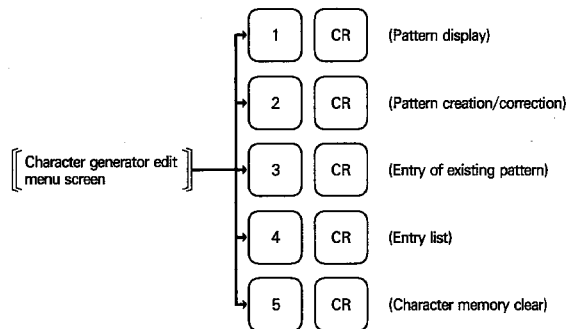 1 CR (Pattern display)
2 CR (Pattern creation/correction)
Character generator edit
menu screen
3 CR (Entry of existing pattern)
4 CR (Entry list)
5 CR (Character memory clear)